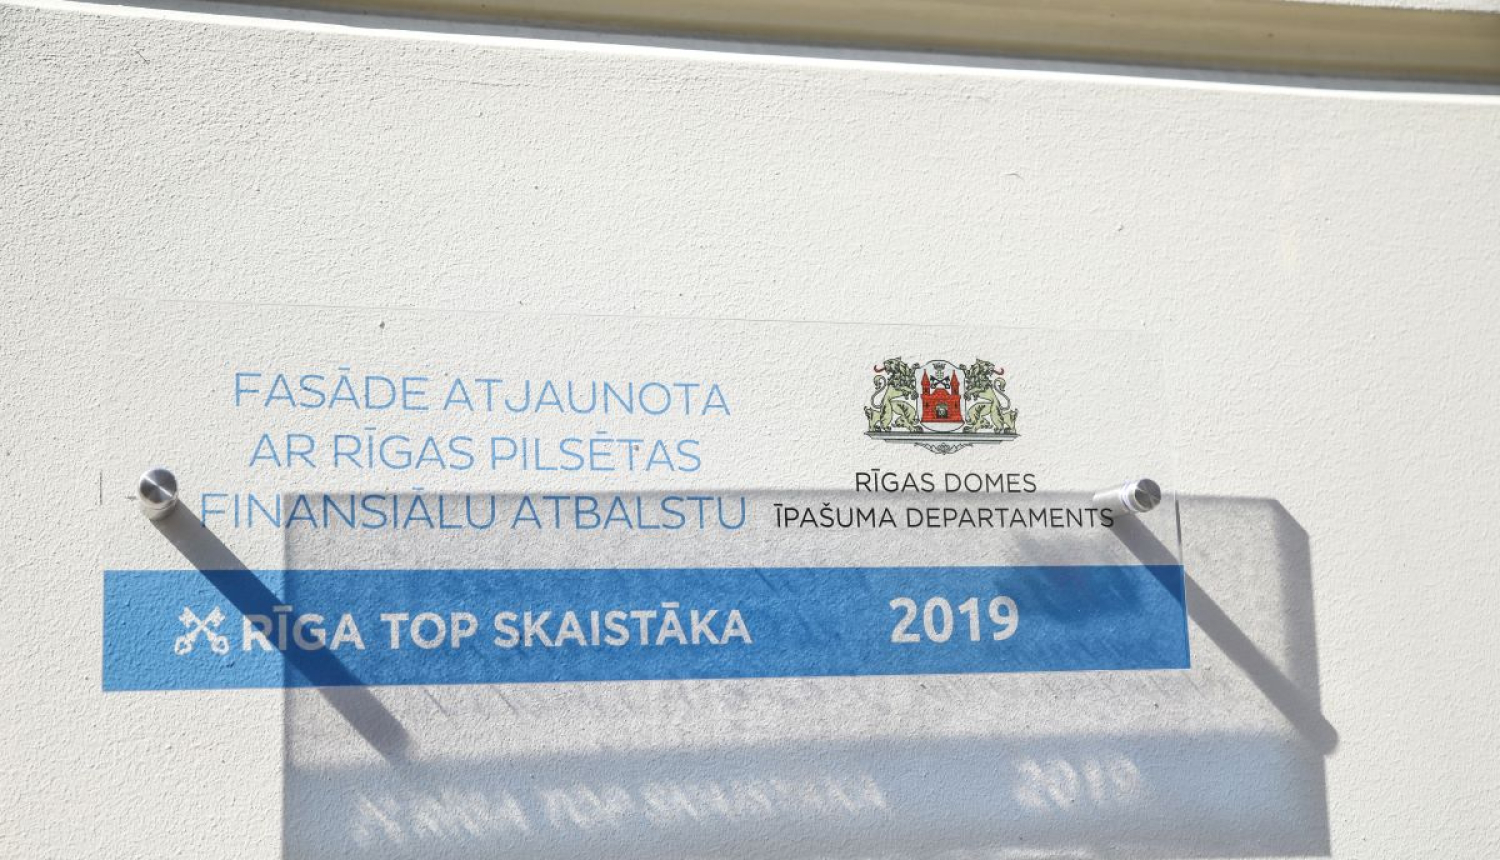 FASĀDE ATJAUNOTA
AR RĪGAS PILSĒTAS
FINANSIĀLU ATBALSTU
RĪGAS DOMES
ĪPAŠUMA DEPARTAMENTS
RĪGA TOP SKAISTĀKA 2019